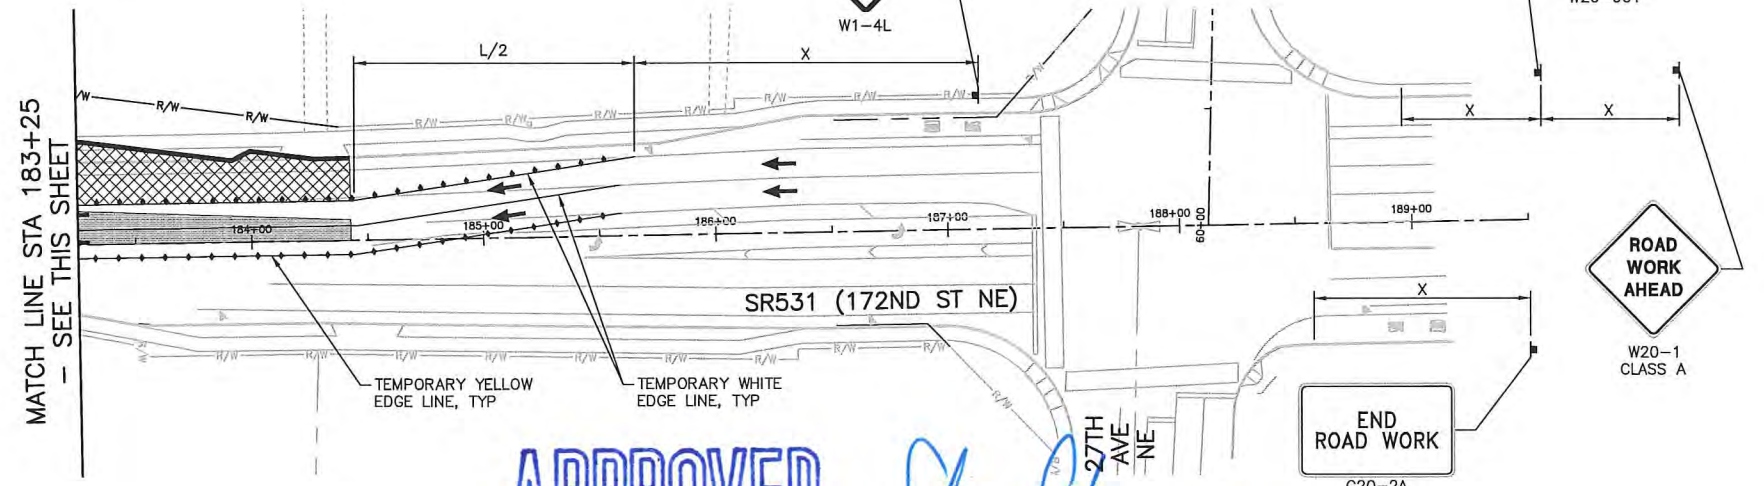 W1-4L
L/2
X
R/W
R/W
R/W
R/W
R/W
R/W
R/W
R/W
R/W
R/W
R/W
X
X
184+00
185+00
186+00
187+00
188+00
189+00
60+00
MATCH LINE STA 183+25
- SEE THIS SHEET
SR531 (172ND ST NE)
X
ROAD
WORK
AHEAD
W20-1
CLASS A
R/W
R/W
R/W
R/W
R/W
R/W
R/W
R/W
R/W
TEMPORARY YELLOW
EDGE LINE, TYP
TEMPORARY WHITE
EDGE LINE, TYP
27TH
AVE
NE
END
ROAD WORK
APPROVED